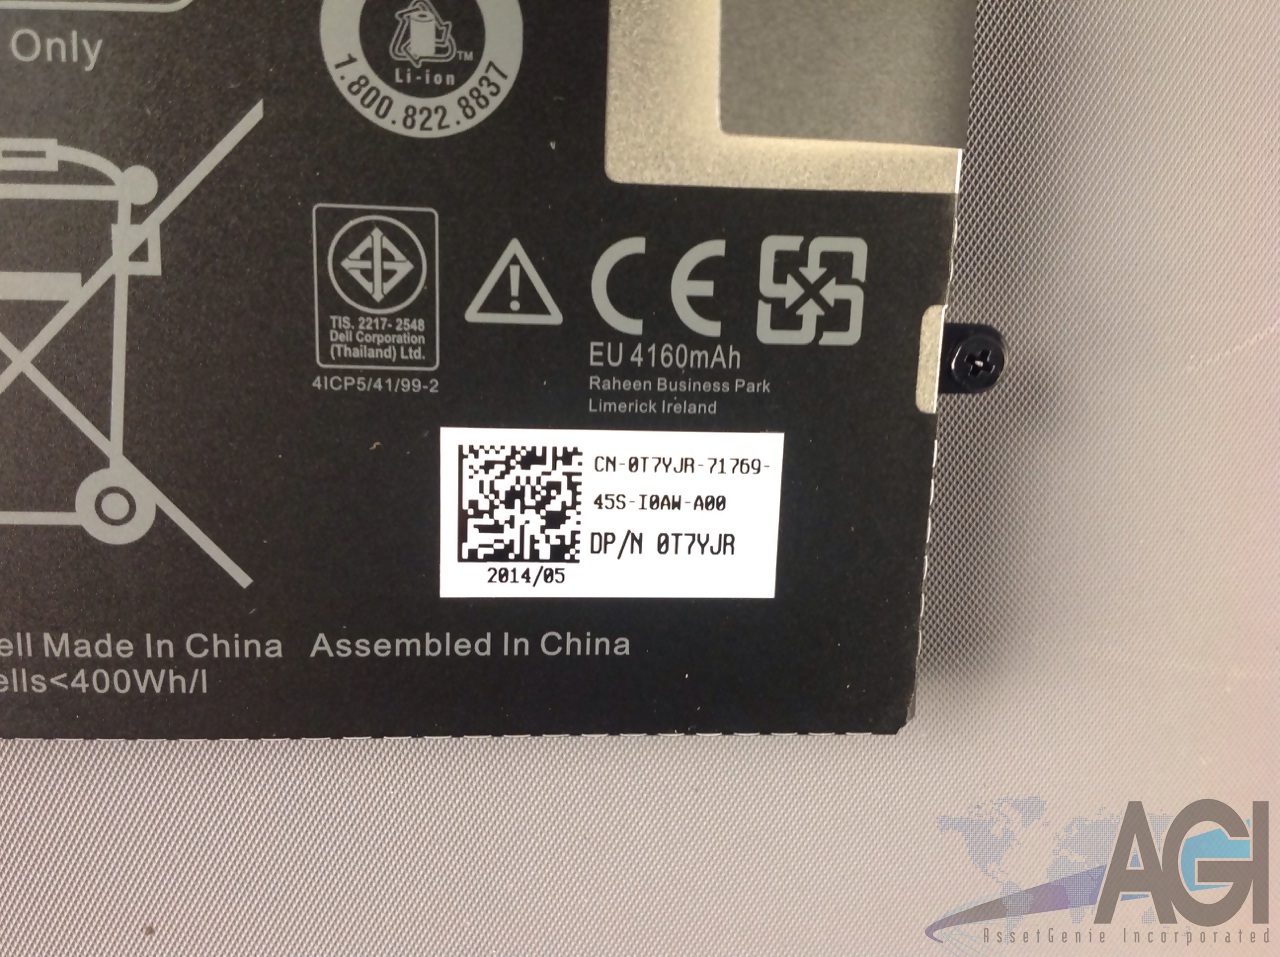 Only
Li-ion
TM
1.800.822.8837
TIS. 2217- 2548
Dell Corporation
(Thailand) Ltd.
4ICP5/41/99-2
CE
EU 4160mAh
Raheen Business Park
Limerick Ireland
CN-0T7YJR-71769-
45S-I0AW-A00
DP/N 0T7YJR
2014/05
ell Made In China Assembled In China
ells<400Wh/l
AGI
AssetGenie Incorporated